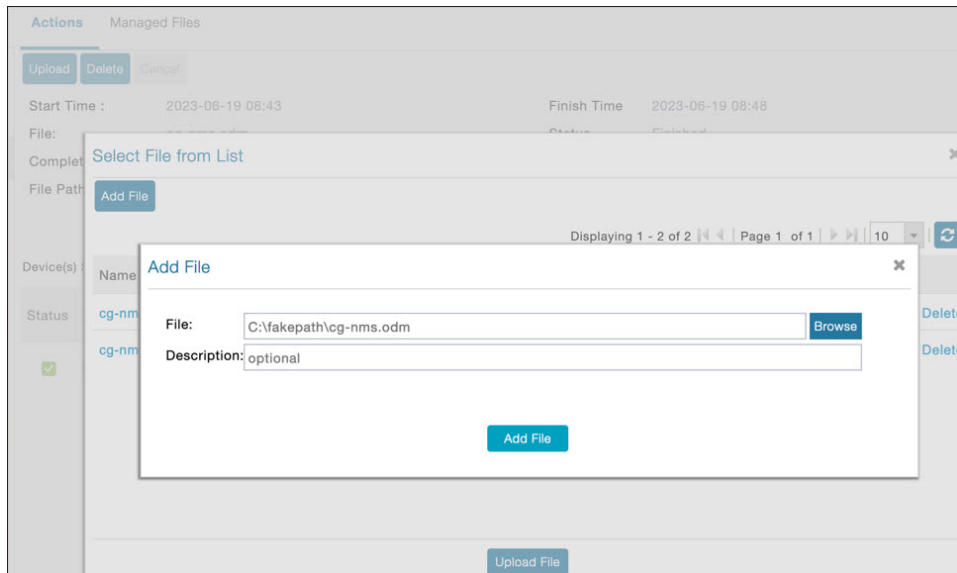 Actions Managed Files
Upload Delete Cancel
Start Time : 2023-06-19 08:43 Finish Time 2023-06-19 08:48
File:
Select File from List
Complet
File Path
Add File
Displaying 1 - 2 of 2 Page 1 of 1 10
Device(s)
Name
Add File
Status
cg-nm
Delet
File: C:\fakepath\cg-nms.odm Browse
cg-nm
Delet
Description: optional
Add File
Upload File